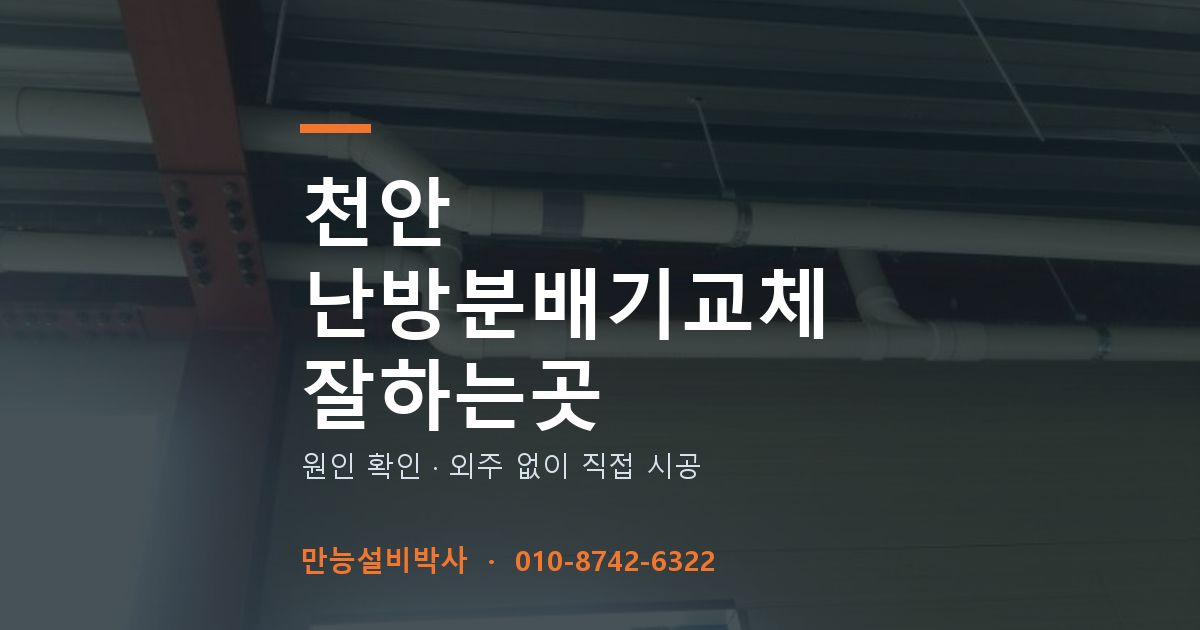 천안
난방분배기교체
잘하는곳
원인 확인 · 외주 없이 직접 시공
만능설비박사 · 010-8742-6322